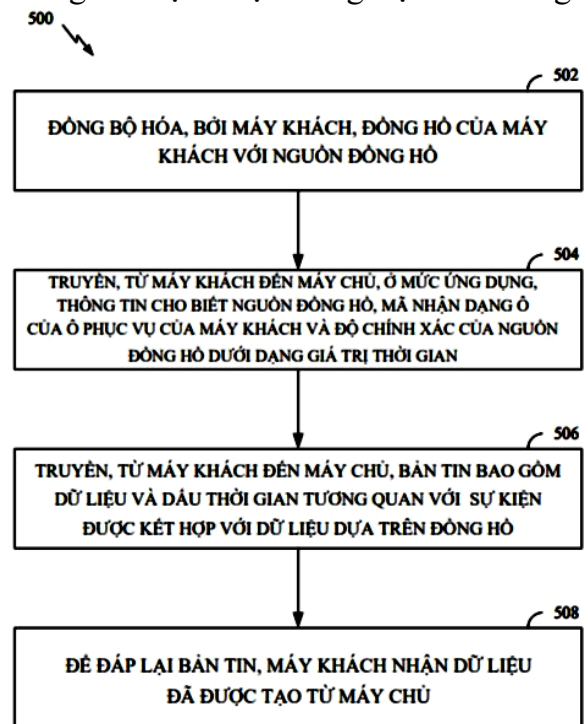 500
502
ĐỒNG BỘ HÓA, BỞI MÁY KHÁCH, ĐỒNG HỒ CỦA MÁY
KHÁCH VỚI NGUỒN ĐỒNG HỒ
504
TRUYỀN, TỪ MÁY KHÁCH ĐẾN MÁY CHỦ, Ở MỨC ỨNG DỤNG,
THÔNG TIN CHO BIẾT NGUỒN ĐỒNG HỒ, MÃ NHẬN DẠNG Ô
CỦA Ô PHỤC VỤ CỦA MÁY KHÁCH VÀ ĐỘ CHÍNH XÁC CỦA NGUỒN
ĐỒNG HỒ DƯỚI DẠNG GIÁ TRỊ THỜI GIAN
506
TRUYỀN, TỪ MÁY KHÁCH ĐẾN MÁY CHỦ, BẢN TIN BAO GỒM
DỮ LIỆU VÀ DẤU THỜI GIAN TƯƠNG QUAN VỚI SỰ KIỆN
ĐƯỢC KẾT HỢP VỚI DỮ LIỆU DỰA TRÊN ĐỒNG HỒ
508
ĐỂ ĐÁP LẠI BẢN TIN, MÁY KHÁCH NHẬN DỮ LIỆU
ĐÃ ĐƯỢC TẠO TỪ MÁY CHỦ